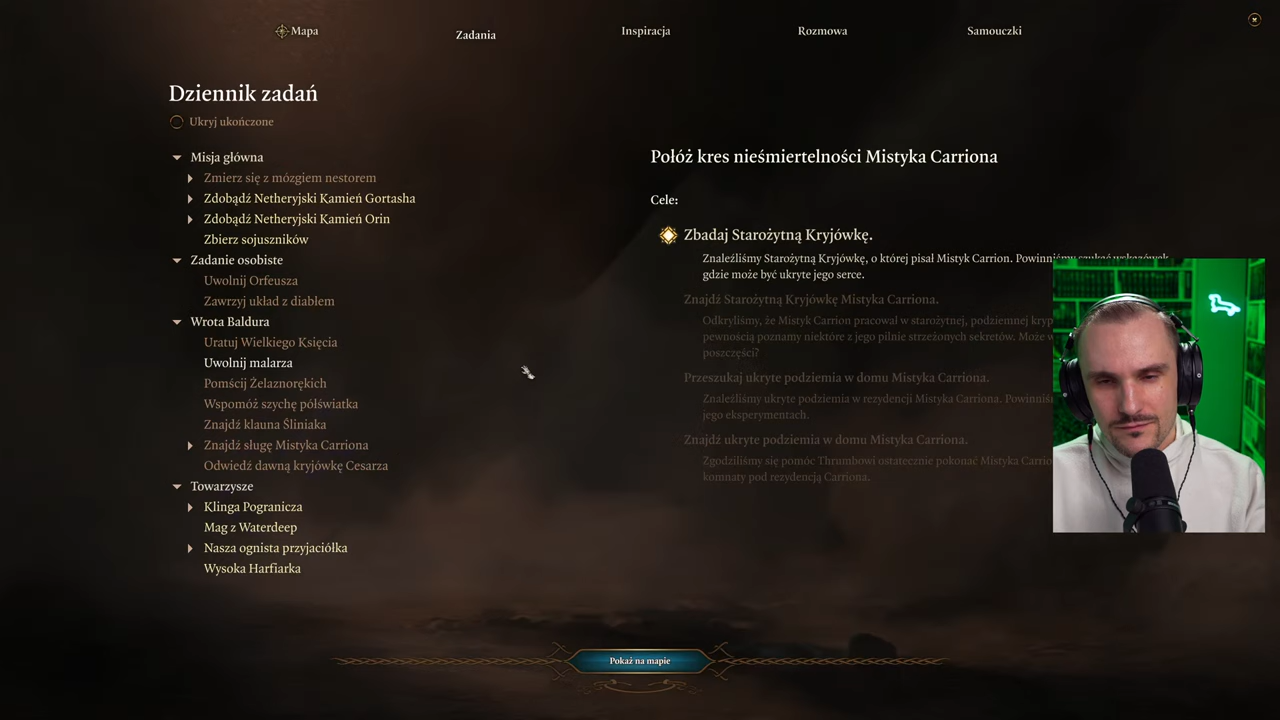 Mapa
Zadania
Inspiracja
Rozmowa
Samouczki
Dziennik zadań
Ukryj ukończone
Misja główna
Zmierz się z mózgiem nestorem
Zdobądź Netheryjski Kamień Gortasha
Zdobądź Netheryjski Kamień Orin
Zbierz sojuszników
Zadanie osobiste
Uwolnij Orfeusza
Zawrzyj układ z diabłem
Wrota Baldura
Uratuj Wielkiego Księcia
Uwolnij malarza
Pomścij Żelaznorękich
Wspomóż szychę półświatka
Znajdź klauna Śliniaka
Znajdź sługę Mistyka Carriona
Odwiedź dawną kryjówkę Cesarza
Towarzysze
Klinga Pogranicza
Mag z Waterdeep
Nasza ognista przyjaciółka
Wysoka Harfiarka
Połóż kres nieśmiertelności Mistyka Carriona
Cele:
Zbadaj Starożytną Kryjówkę.
Znaleźliśmy Starożytną Kryjówkę, o której pisał Mistyk Carrion. Powinniśmy szukać wskazówek,
gdzie może być ukryte jego serce.
Znajdź Starożytną Kryjówkę Mistyka Carriona.
Odkryliśmy, że Mistyk Carrion pracował w starożytnej, podziemnej
pewnością poznamy niektóre z jego pilnie strzeżonych sekretów. Może
poszczęści?
Przeszukaj ukryte podziemia w domu Mistyka Carriona.
Znaleźliśmy ukryte podziemia w rezydencji Mistyka Carriona.
jego eksperymentach.
Znajdź ukryte podziemia w domu Mistyka Carriona.
Zgodziliśmy się pomóc Thrumbowi ostatecznie pokonać Mistyka
komnaty pod rezydencją Carriona.
Pokaż na mapie